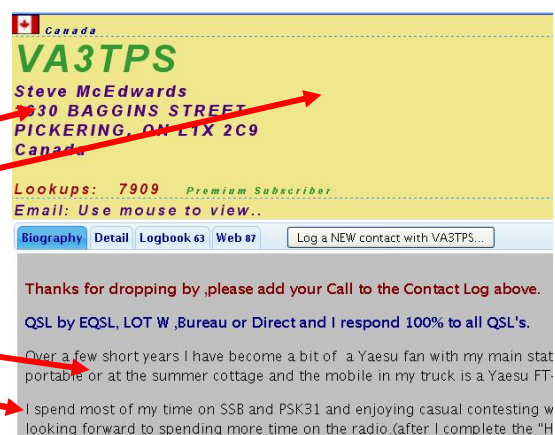 Canada
VA3TPS
Steve McEdwards
BAGGINS STREET
PICKERING, ON L1X 2C9
Canada
Lookups: 7909 Premium Subscriber
Email: Use mouse to view..
Biography Detail Logbook 63 Web 87 Log a NEW contact with VA3TPS...
Thanks for dropping by ,please add your Call to the Contact Log above.
QSL by EQSL, LOT W ,Bureau or Direct and I respond 100% to all QSL's.
Over a few short years I have become a bit of a Yaesu fan with my main stat
portable or at the summer cottage and the mobile in my truck is a Yaesu FT-
I spend most of my time on SSB and PSK31 and enjoying casual contesting w
looking forward to spending more time on the radio.(after I complete the "H